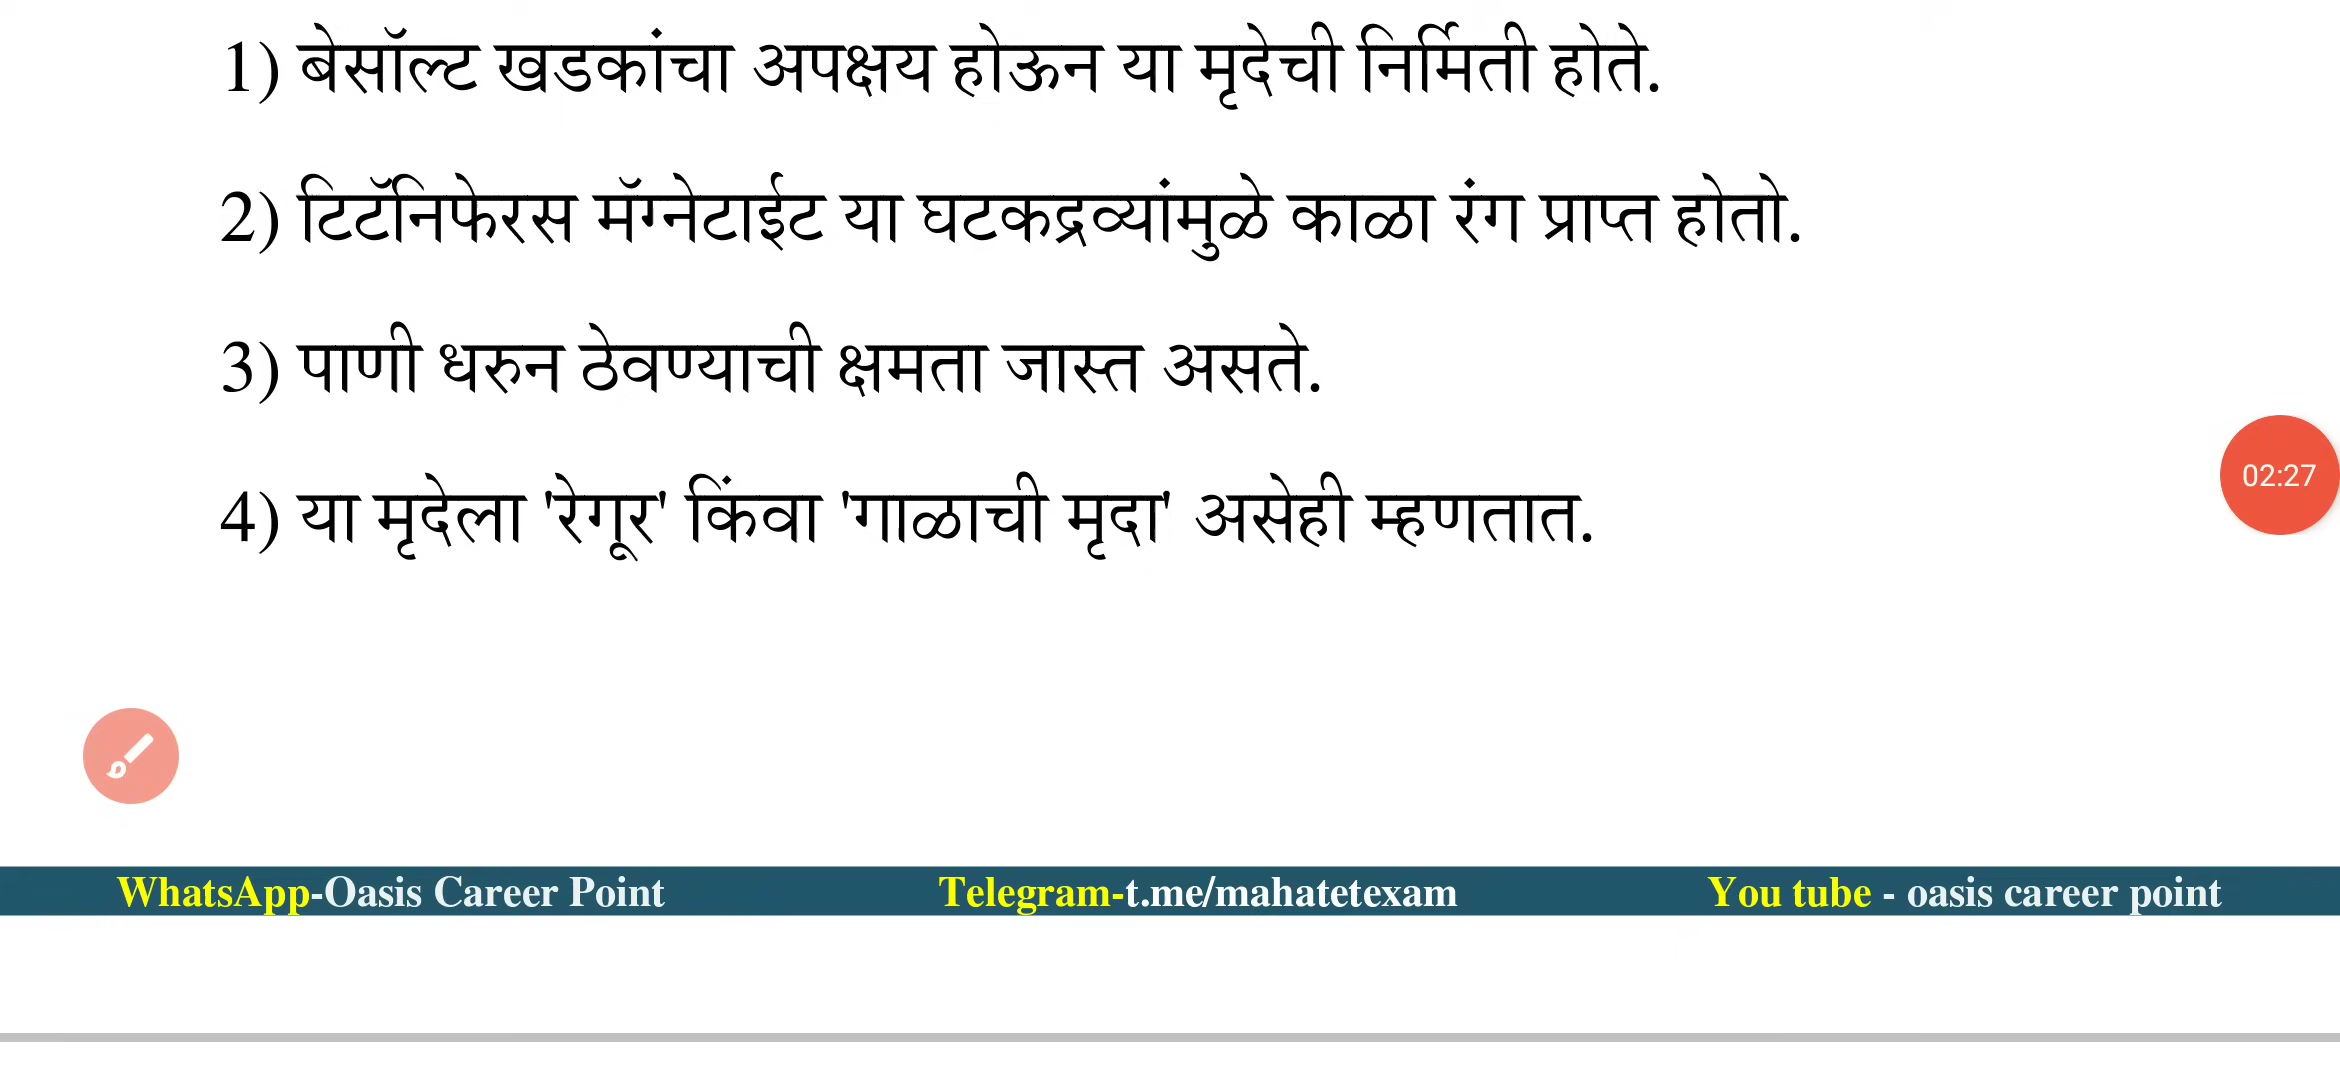 1) बेसॉल्ट खडकांचा अपक्षय होऊन या मृदेची निर्मिती होते.
2) टिटॅनिफेरस मॅग्नेटाईट या घटकद्रव्यांमुळे काळा रंग प्राप्त होतो.
3) पाणी धरुन ठेवण्याची क्षमता जास्त असते.
02:27
4) या मृदेला 'रेगूर' किंवा 'गाळाची मृदा' असेही म्हणतात.
WhatsApp-Oasis Career Point Telegram-t.me/mahatetexam You tube - oasis career point